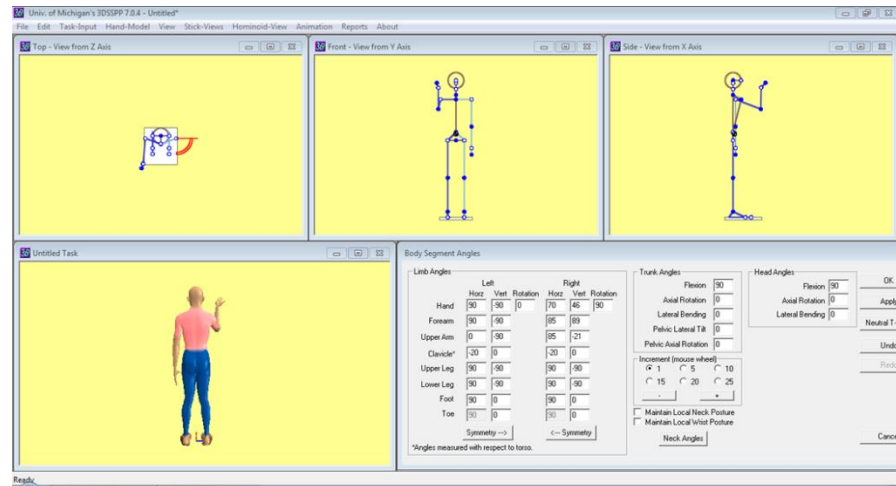 Univ. of Michigan's 3DSSPP 7.0.4 - Untitled*
File Edit Task-Input Hand-Model View Stick-Views Hominoid-View Animation Reports About
Top - View from Z Axis
Front - View from Y Axis
Side - View from X Axis
Untitled Task
Body Segment Angles
Limb Angles
Left Right
Horz Vert Rotation Horz Vert Rotation
Hand 90 -90 0 70 46 90
Forearm 90 -90 85 89
Upper Arm 0 -90 85 -21
Clavicle* -20 0 -20 0
Upper Leg 90 -90 90 -90
Lower Leg 90 -90 90 -90
Foot 90 0 90 0
Toe 90 0 90 0
Symmetry --> <-- Symmetry
*Angles measured with respect to torso.
Trunk Angles
Flexion 90
Axial Rotation 0
Lateral Bending 0
Pelvic Lateral Tilt 0
Pelvic Axial Rotation 0
Increment (mouse wheel)
1 5 10
15 20 25
- +
Maintain Local Neck Posture
Maintain Local Wrist Posture
Neck Angles
Head Angles
Flexion 90
Axial Rotation 0
Lateral Bending 0
OK
Apply
Neutral
Undo
Redo
Cance
Ready